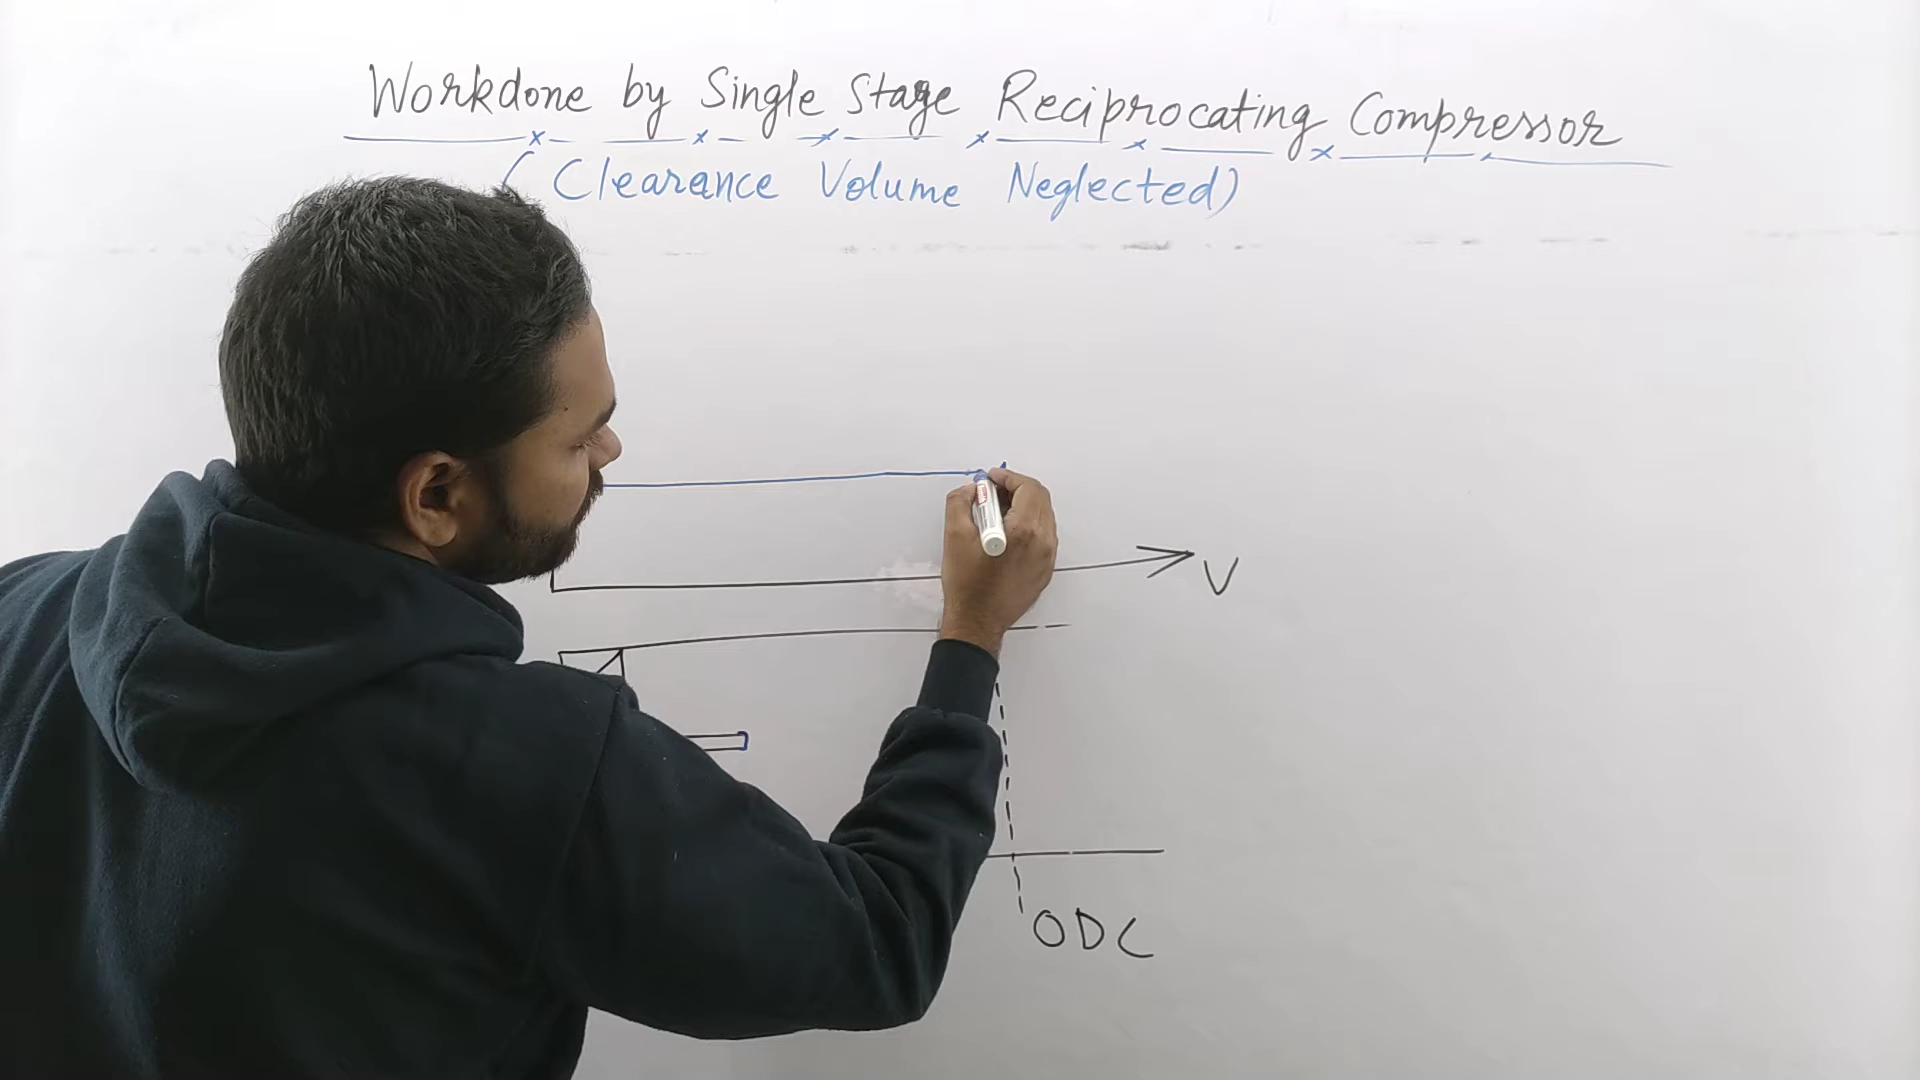 Workdone by Single Stage Reciprocating Compressor
(Clearance Volume Neglected)
V
ODC